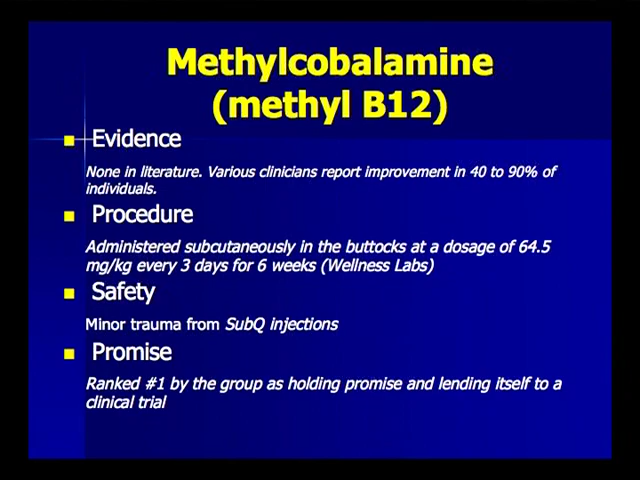 Methylcobalamine
(methyl B12)
Evidence
None in literature. Various clinicians report improvement in 40 to 90% of
individuals.
Procedure
Administered subcutaneously in the buttocks at a dosage of 64.5
mg/kg every 3 days for 6 weeks (Wellness Labs)
Safety
Minor trauma from SubQ injections
Promise
Ranked #1 by the group as holding promise and lending itself to a
clinical trial